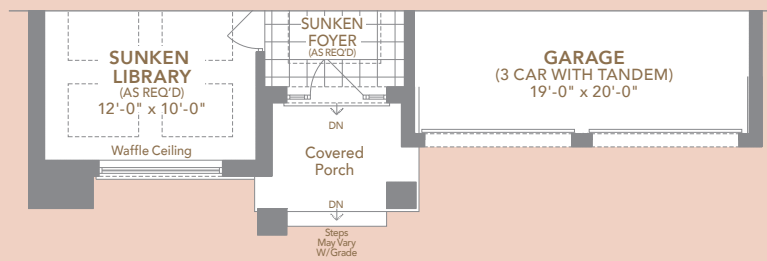 SUNKEN
LIBRARY
(AS REQ'D)
12'-0" x 10'-0"
Waffle Ceiling
SUNKEN
FOYER
(AS REQ'D)
DN
Covered
Porch
DN
Steps
May Vary
W/Grade
GARAGE
(3 CAR WITH TANDEM)
19'-0" x 20'-0"